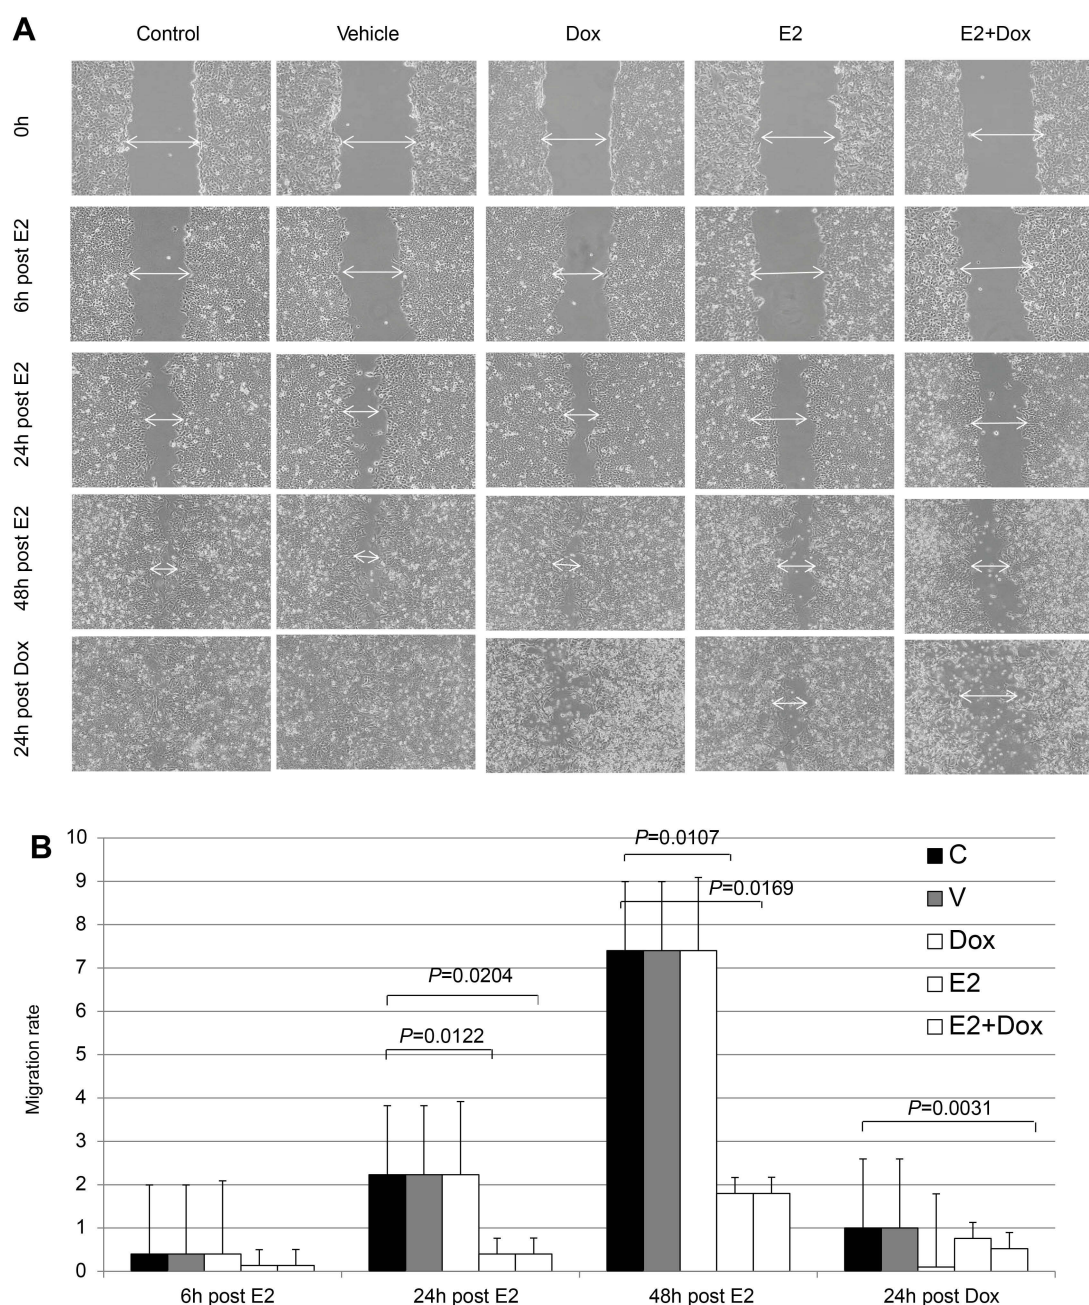 A
Control Vehicle Dox E2 E2+Dox
0h
6h post E2
24h post E2
48h post E2
24h post Dox
B
10
9
8
7
6
5
4
3
2
1
0
Migration rate
P=0.0107
P=0.0169
P=0.0204
P=0.0122
P=0.0031
C
V
Dox
E2
E2+Dox
6h post E2 24h post E2 48h post E2 24h post Dox